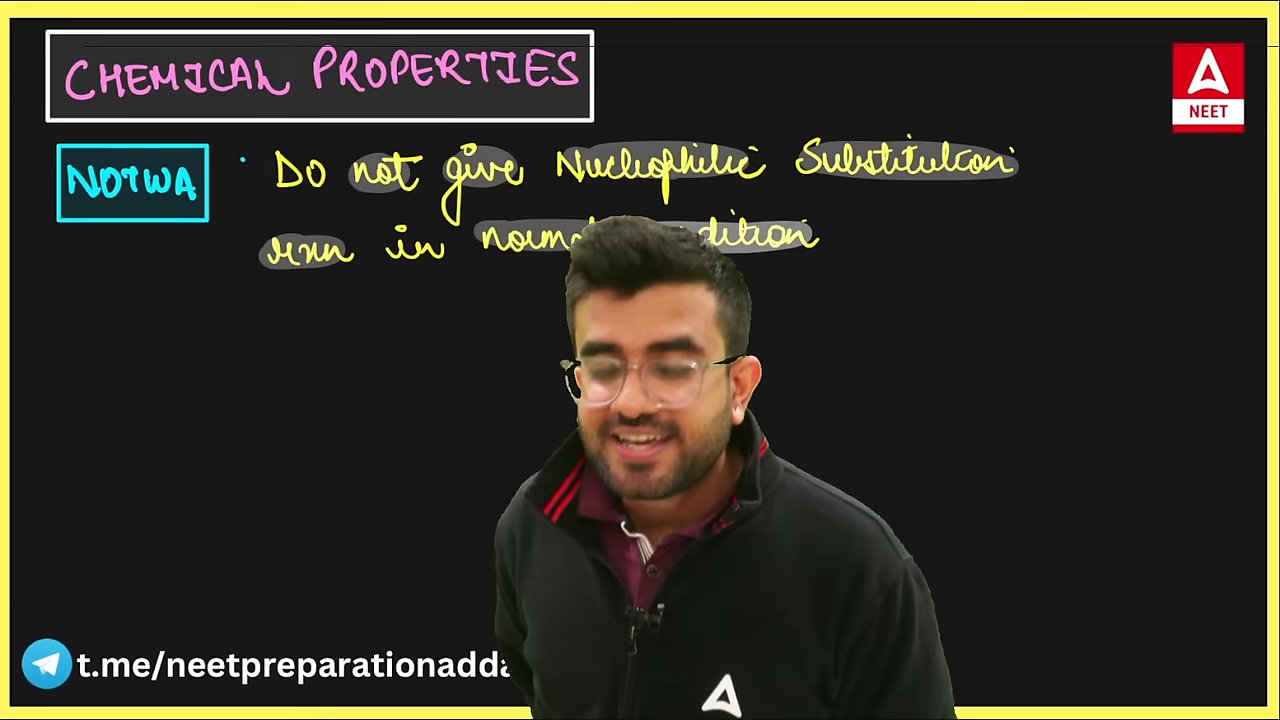 CHEMICAL PROPERTIES
NEET
NOTWA
Do not give Nucleophilic Substitution
rxn in
t.me/neetpreparationadda